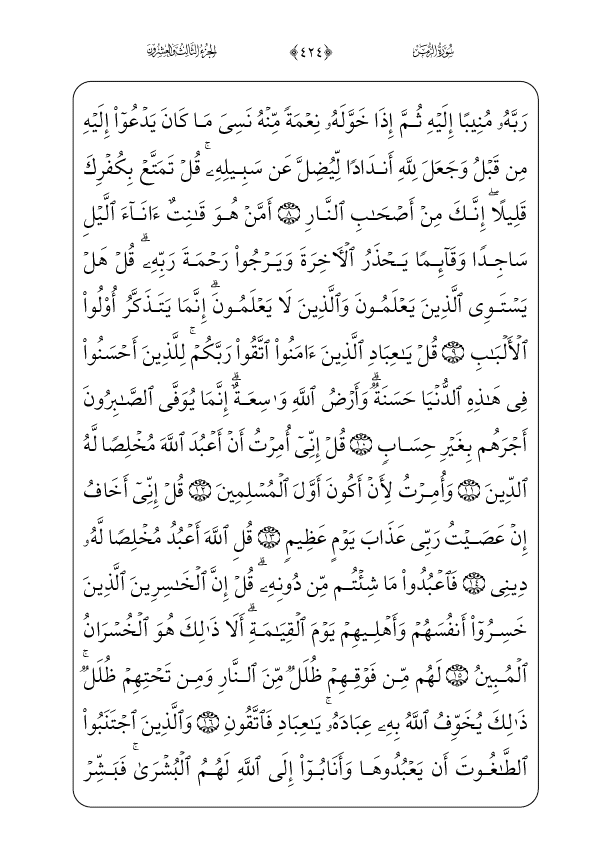 سُورَةُ الزُّمَرِ ﴿٤٢٤﴾ الجُزْءُ الثَّالِثُ وَالعِشْرُونَ
رَبَّهُۥ مُنِيبًا إِلَيْهِ ثُمَّ إِذَا خَوَّلَهُۥ نِعْمَةً مِّنْهُ نَسِىَ مَا كَانَ يَدْعُوٓا۟ إِلَيْهِ
مِن قَبْلُ وَجَعَلَ لِلَّهِ أَندَادًا لِّيُضِلَّ عَن سَبِيلِهِۦ ۚ قُلْ تَمَتَّعْ بِكُفْرِكَ
قَلِيلًا ۖ إِنَّكَ مِنْ أَصْحَـٰبِ ٱلنَّارِ ٨ أَمَّنْ هُوَ قَـٰنِتٌ ءَانَآءَ ٱلَّيْلِ
سَاجِدًا وَقَآئِمًا يَحْذَرُ ٱلْـَٔاخِرَةَ وَيَرْجُوا۟ رَحْمَةَ رَبِّهِۦ ۗ قُلْ هَلْ
يَسْتَوِى ٱلَّذِينَ يَعْلَمُونَ وَٱلَّذِينَ لَا يَعْلَمُونَ ۗ إِنَّمَا يَتَذَكَّرُ أُو۟لُوا۟
ٱلْأَلْبَـٰبِ ٩ قُلْ يَـٰعِبَادِ ٱلَّذِينَ ءَامَنُوا۟ ٱتَّقُوا۟ رَبَّكُمْ ۚ لِلَّذِينَ أَحْسَنُوا۟
فِى هَـٰذِهِ ٱلدُّنْيَا حَسَنَةٌ ۗ وَأَرْضُ ٱللَّهِ وَٰسِعَةٌ ۗ إِنَّمَا يُوَفَّى ٱلصَّـٰبِرُونَ
أَجْرَهُم بِغَيْرِ حِسَابٍ ١٠ قُلْ إِنِّىٓ أُمِرْتُ أَنْ أَعْبُدَ ٱللَّهَ مُخْلِصًا لَّهُ
ٱلدِّينَ ١١ وَأُمِرْتُ لِأَنْ أَكُونَ أَوَّلَ ٱلْمُسْلِمِينَ ١٢ قُلْ إِنِّىٓ أَخَافُ
إِنْ عَصَيْتُ رَبِّى عَذَابَ يَوْمٍ عَظِيمٍ ١٣ قُلِ ٱللَّهَ أَعْبُدُ مُخْلِصًا لَّهُۥ
دِينِى ١٤ فَٱعْبُدُوا۟ مَا شِئْتُم مِّن دُونِهِۦ ۗ قُلْ إِنَّ ٱلْخَـٰسِرِينَ ٱلَّذِينَ
خَسِرُوٓا۟ أَنفُسَهُمْ وَأَهْلِيهِمْ يَوْمَ ٱلْقِيَـٰمَةِ ۗ أَلَا ذَٰلِكَ هُوَ ٱلْخُسْرَانُ
ٱلْمُبِينُ ١٥ لَهُم مِّن فَوْقِهِمْ ظُلَلٌ مِّنَ ٱلنَّارِ وَمِن تَحْتِهِمْ ظُلَلٌ ۚ
ذَٰلِكَ يُخَوِّفُ ٱللَّهُ بِهِۦ عِبَادَهُۥ ۚ يَـٰعِبَادِ فَٱتَّقُونِ ١٦ وَٱلَّذِينَ ٱجْتَنَبُوا۟
ٱلطَّـٰغُوتَ أَن يَعْبُدُوهَا وَأَنَابُوٓا۟ إِلَى ٱللَّهِ لَهُمُ ٱلْبُشْرَىٰ ۚ فَبَشِّرْ